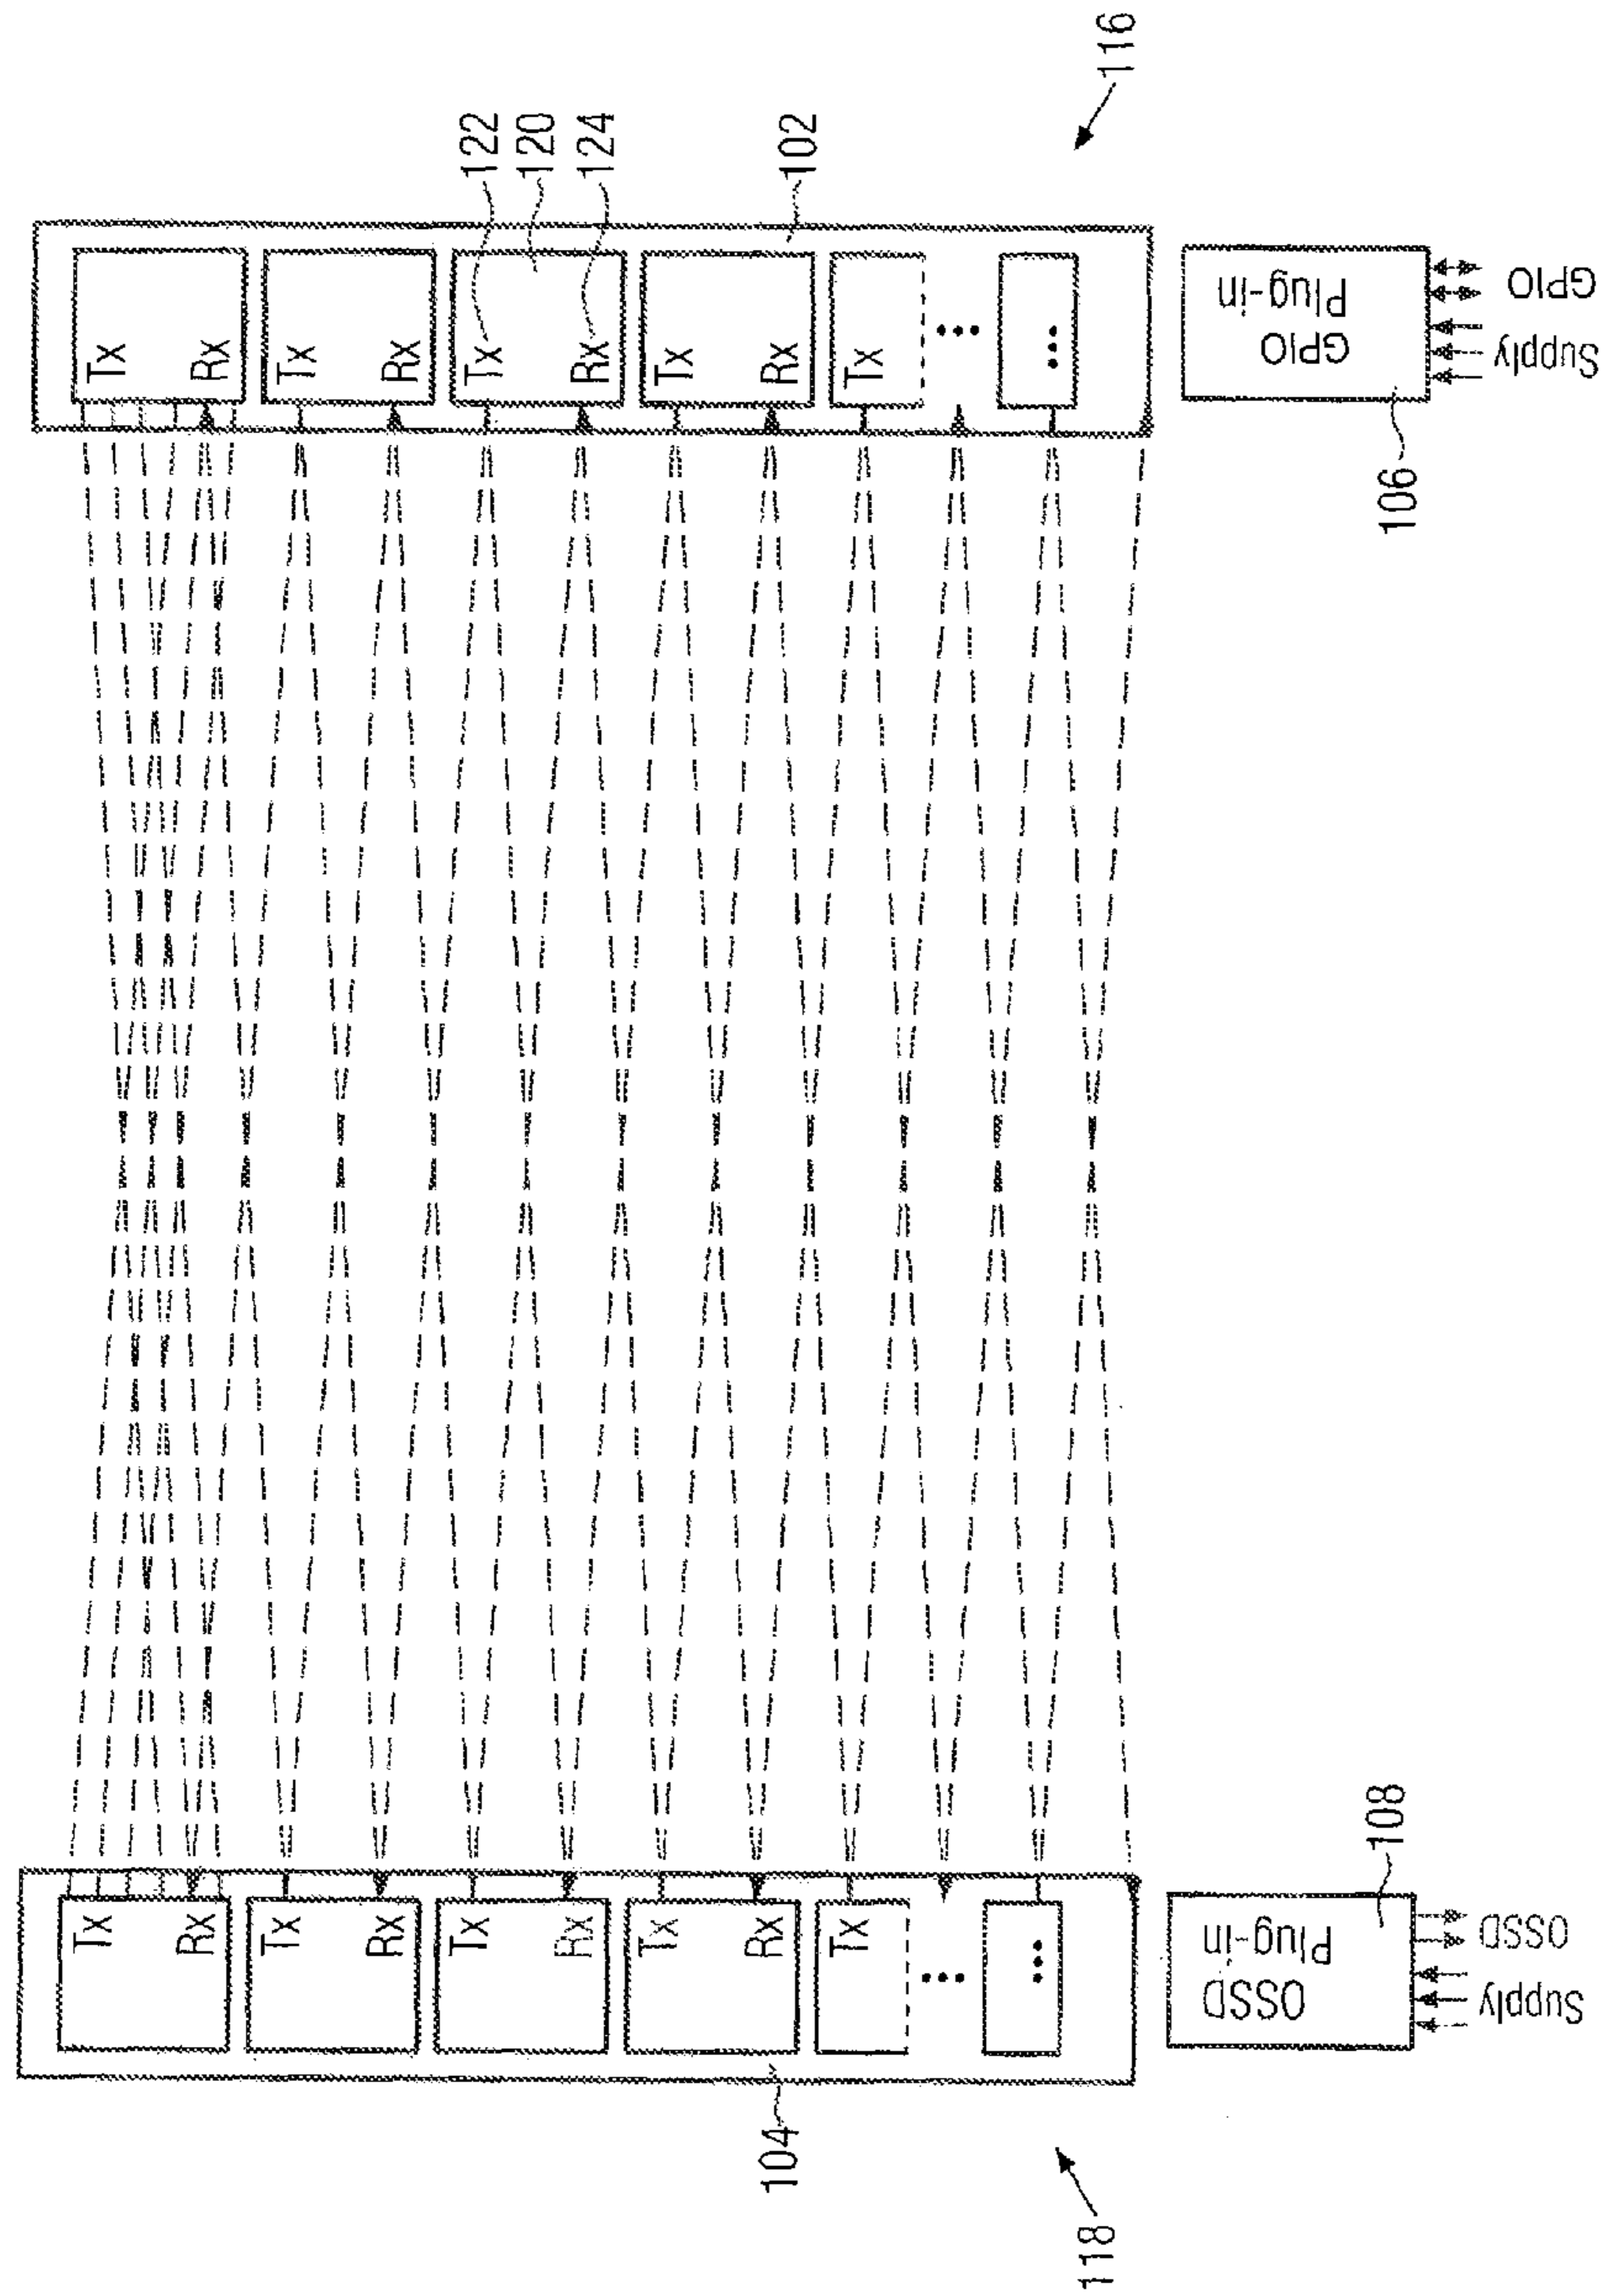 116
122
120
124
102
Tx
Rx
Tx
Rx
Tx
Rx
Tx
Rx
Tx
GPIO
Plug-in
Supply
GPIO
106
Tx
Rx
Tx
Rx
Tx
Rx
Tx
Rx
Tx
OSSD
Plug-in
Supply
OSSD
108
104
118